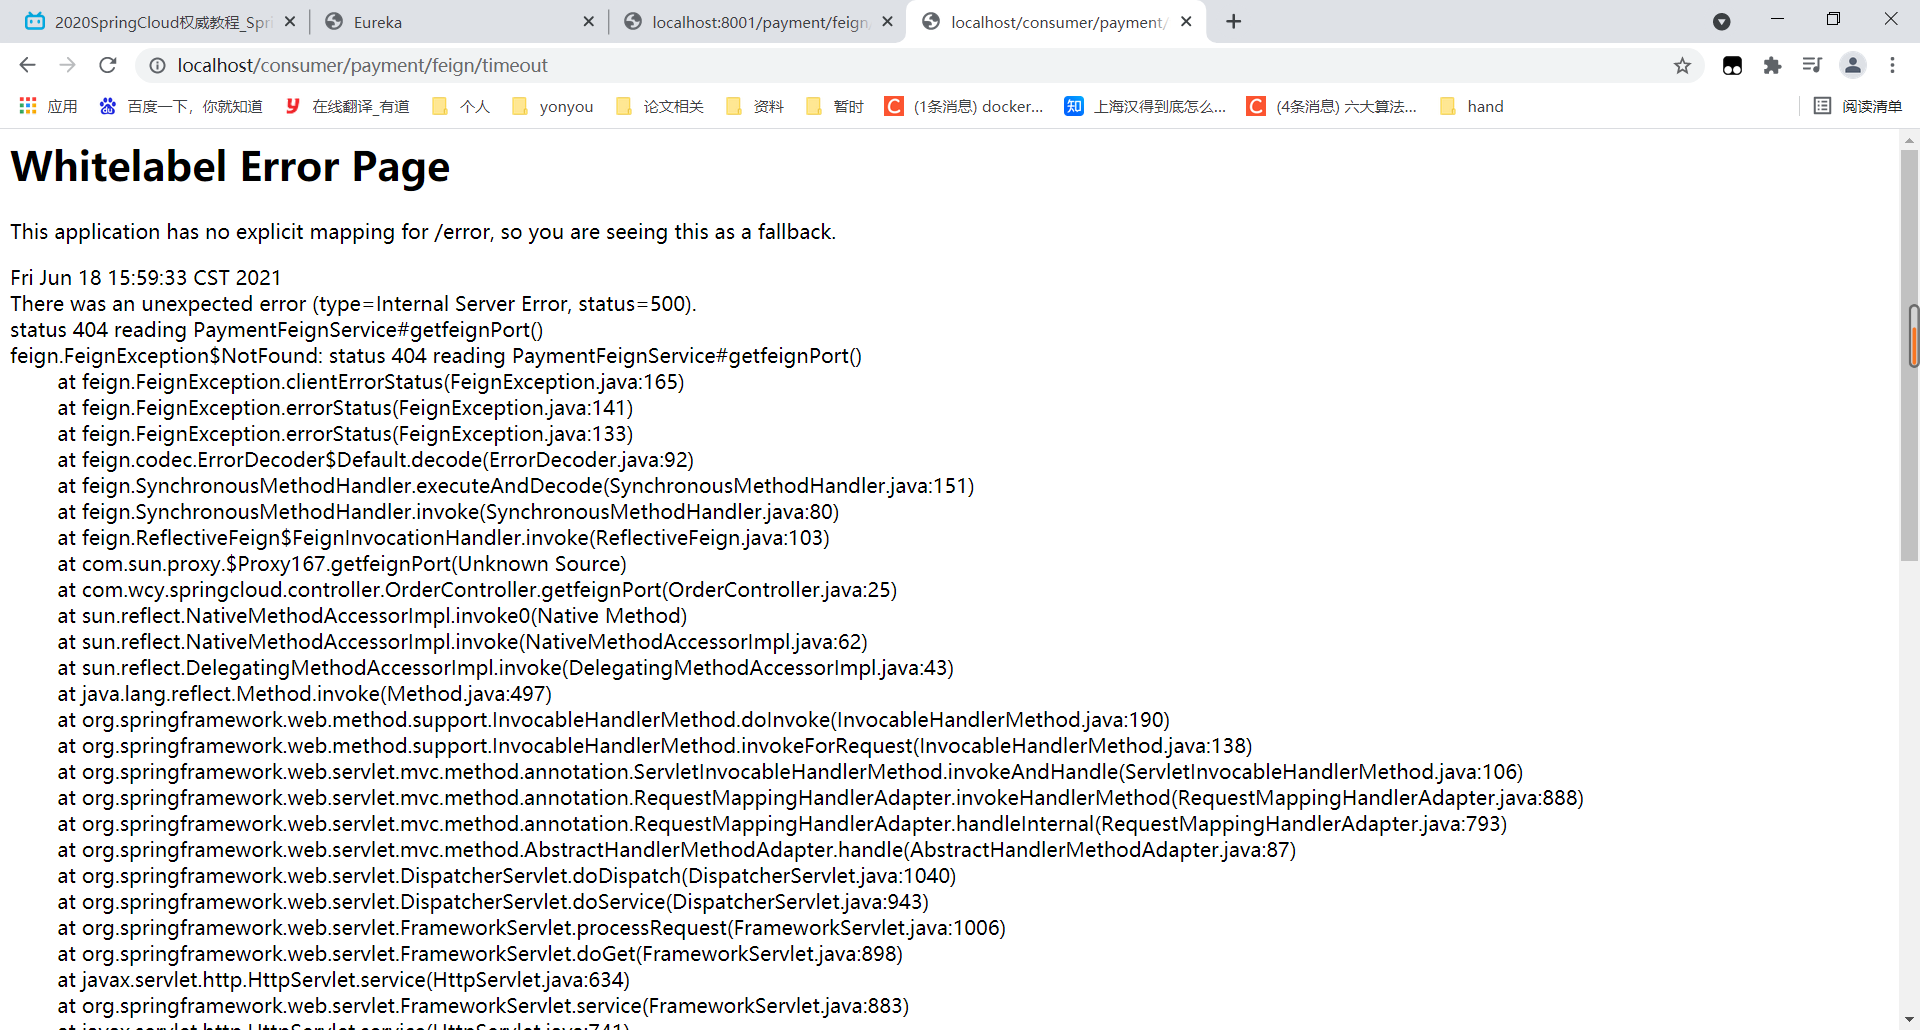 2020SpringCloud权威教程_Spri
Eureka
localhost:8001/payment/feign,
localhost/consumer/payment/
localhost/consumer/payment/feign/timeout
应用
百度一下，你就知道
在线翻译_有道
个人
yonyou
论文相关
资料
暂时
(1条消息) docker...
知
上海汉得到底怎么...
(4条消息) 六大算法...
hand
阅读清单
Whitelabel Error Page
This application has no explicit mapping for /error, so you are seeing this as a fallback.
Fri Jun 18 15:59:33 CST 2021
There was an unexpected error (type=Internal Server Error, status=500).
status 404 reading PaymentFeignService#getfeignPort()
feign.FeignException$NotFound: status 404 reading PaymentFeignService#getfeignPort()
at feign.FeignException.clientErrorStatus(FeignException.java:165)
at feign.FeignException.errorStatus(FeignException.java:141)
at feign.FeignException.errorStatus(FeignException.java:133)
at feign.codec.ErrorDecoder$Default.decode(ErrorDecoder.java:92)
at feign.SynchronousMethodHandler.executeAndDecode(SynchronousMethodHandler.java:151)
at feign.SynchronousMethodHandler.invoke(SynchronousMethodHandler.java:80)
at feign.ReflectiveFeign$FeignInvocationHandler.invoke(ReflectiveFeign.java:103)
at com.sun.proxy.$Proxy167.getfeignPort(Unknown Source)
at com.wcy.springcloud.controller.OrderController.getfeignPort(OrderController.java:25)
at sun.reflect.NativeMethodAccessorImpl.invoke0(Native Method)
at sun.reflect.NativeMethodAccessorImpl.invoke(NativeMethodAccessorImpl.java:62)
at sun.reflect.DelegatingMethodAccessorImpl.invoke(DelegatingMethodAccessorImpl.java:43)
at java.lang.reflect.Method.invoke(Method.java:497)
at org.springframework.web.method.support.InvocableHandlerMethod.doInvoke(InvocableHandlerMethod.java:190)
at org.springframework.web.method.support.InvocableHandlerMethod.invokeForRequest(InvocableHandlerMethod.java:138)
at org.springframework.web.servlet.mvc.method.annotation.ServletInvocableHandlerMethod.invokeAndHandle(ServletInvocableHandlerMethod.java:106)
at org.springframework.web.servlet.mvc.method.annotation.RequestMappingHandlerAdapter.invokeHandlerMethod(RequestMappingHandlerAdapter.java:888)
at org.springframework.web.servlet.mvc.method.annotation.RequestMappingHandlerAdapter.handleInternal(RequestMappingHandlerAdapter.java:793)
at org.springframework.web.servlet.mvc.method.AbstractHandlerMethodAdapter.handle(AbstractHandlerMethodAdapter.java:87)
at org.springframework.web.servlet.DispatcherServlet.doDispatch(DispatcherServlet.java:1040)
at org.springframework.web.servlet.DispatcherServlet.doService(DispatcherServlet.java:943)
at org.springframework.web.servlet.FrameworkServlet.processRequest(FrameworkServlet.java:1006)
at org.springframework.web.servlet.FrameworkServlet.doGet(FrameworkServlet.java:898)
at javax.servlet.http.HttpServlet.service(HttpServlet.java:634)
at org.springframework.web.servlet.FrameworkServlet.service(FrameworkServlet.java:883)
at javax.servlet.http.HttpServlet.service(HttpServlet.java:741)